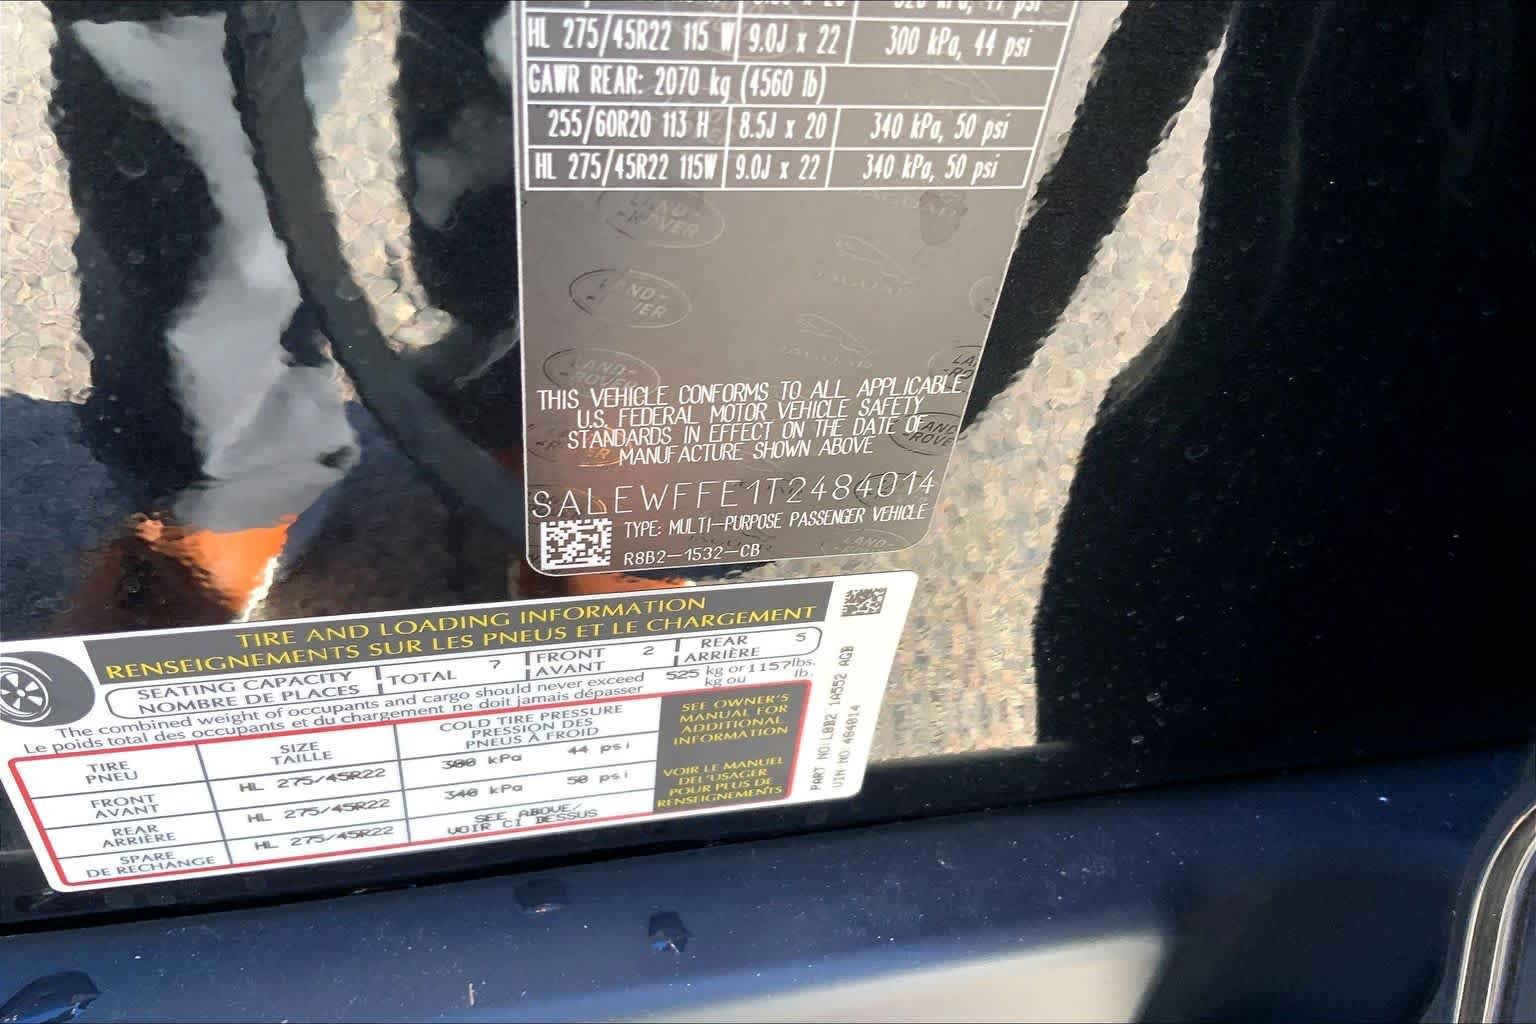 HL 275/45R22 115 W 9.0J x 22 300 kPa, 44 psi
GAWR REAR: 2070 kg (4560 lb)
255/60R20 113 H 8.5J x 20 340 kPa, 50 psi
HL 275/45R22 115W 9.0J x 22 340 kPa, 50 psi
THIS VEHICLE CONFORMS TO ALL APPLICABLE
U.S. FEDERAL MOTOR VEHICLE SAFETY
STANDARDS IN EFFECT ON THE DATE OF
MANUFACTURE SHOWN ABOVE
SALEWFFE1T2484014
TYPE: MULTI-PURPOSE PASSENGER VEHICLE
R8B2-1532-CB
TIRE AND LOADING INFORMATION
RENSEIGNEMENTS SUR LES PNEUS ET LE CHARGEMENT
SEATING CAPACITY
NOMBRE DE PLACES
TOTAL 7
FRONT 2
AVANT
REAR 5
ARRIÈRE
The combined weight of occupants and cargo should never exceed 525 kg or 1157 lbs.
Le poids total des occupants et du chargement ne doit jamais dépasser kg ou lb.
TIRE
PNEU
SIZE
TAILLE
COLD TIRE PRESSURE
PRESSION DES
PNEUS À FROID
FRONT
AVANT
HL 275/45R22
300 kPa 44 psi
REAR
ARRIÈRE
HL 275/45R22
340 kPa 50 psi
SPARE
DE RECHANGE
HL 275/45R22
SEE ABOVE/
VOIR CI DESSUS
SEE OWNER'S
MANUAL FOR
ADDITIONAL
INFORMATION
VOIR LE MANUEL
DE L'USAGER
POUR PLUS DE
RENSEIGNEMENTS
PART NO: L8B2 1A552 AGB
VIN NO: 484014